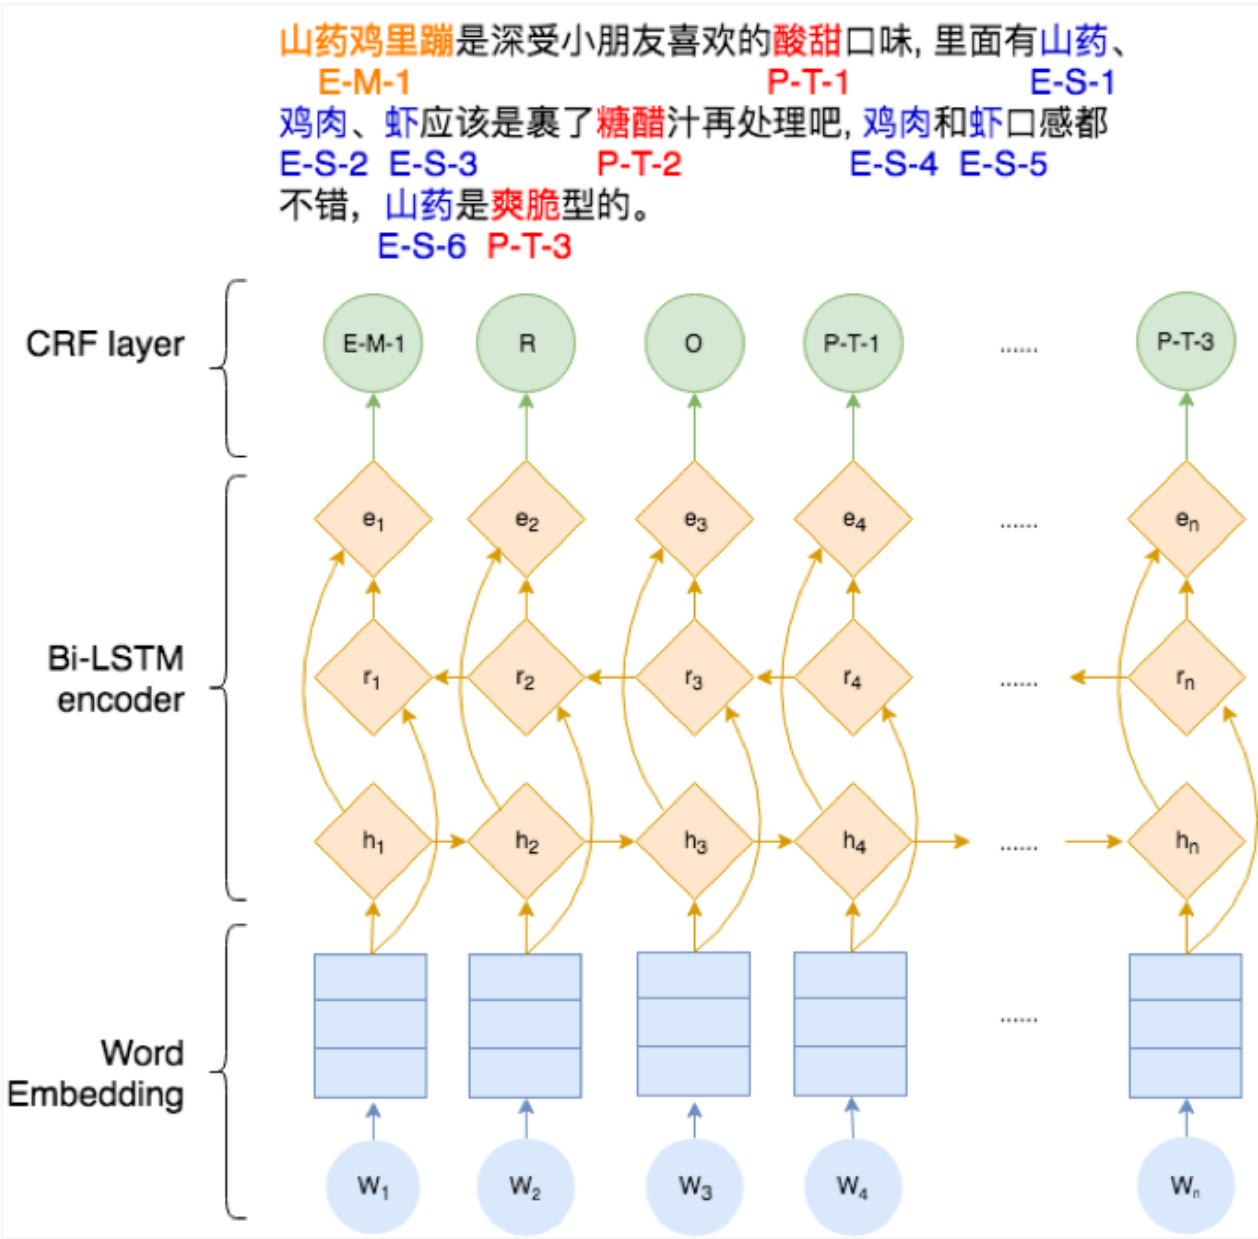 山药鸡里蹦是深受小朋友喜欢的酸甜口味, 里面有山药、
E-M-1 P-T-1 E-S-1
鸡肉、虾应该是裹了糖醋汁再处理吧, 鸡肉和虾口感都
E-S-2 E-S-3 P-T-2 E-S-4 E-S-5
不错, 山药是爽脆型的。
E-S-6 P-T-3
CRF layer
E-M-1 R O P-T-1 ...... P-T-3
e1 e2 e3 e4 ...... en
Bi-LSTM
encoder
r1 r2 r3 r4 ...... rn
h1 h2 h3 h4 ...... hn
Word
Embedding
......
W1 W2 W3 W4 Wn